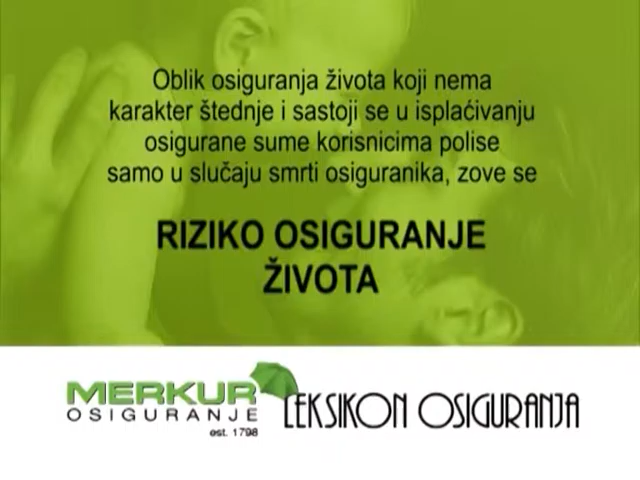 Oblik osiguranja života koji nema
karakter štednje i sastoji se u isplaćivanju
osigurane sume korisnicima polise
samo u slučaju smrti osiguranika, zove se
RIZIKO OSIGURANJE
ŽIVOTA
MERKUR
OSIGURANJE
est. 1798
LEKSIKON OSIGURANJA